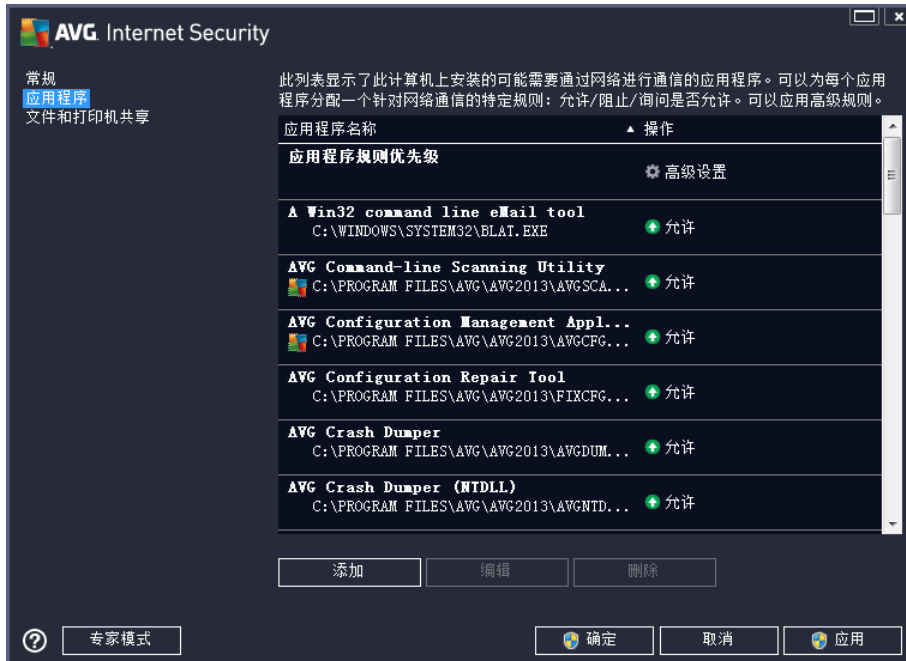 AVG. Internet Security
常规
应用程序
文件和打印机共享
此列表显示了此计算机上安装的可能需要通过网络进行通信的应用程序。可以为每个应用
程序分配一个针对网络通信的特定规则：允许/阻止/询问是否允许。可以应用高级规则。
应用程序名称 ▲ 操作
应用程序规则优先级
高级设置
A Win32 command line eMail tool
C:\WINDOWS\SYSTEM32\BLAT.EXE 允许
AVG Command-line Scanning Utility
C:\PROGRAM FILES\AVG\AVG2013\AVGSCA... 允许
AVG Configuration Management Appl...
C:\PROGRAM FILES\AVG\AVG2013\AVGCFG... 允许
AVG Configuration Repair Tool
C:\PROGRAM FILES\AVG\AVG2013\FIXCFG... 允许
AVG Crash Dumper
C:\PROGRAM FILES\AVG\AVG2013\AVGDUM... 允许
AVG Crash Dumper (NTDLL)
C:\PROGRAM FILES\AVG\AVG2013\AVGNTD... 允许
添加 编辑 删除
? 专家模式 确定 取消 应用